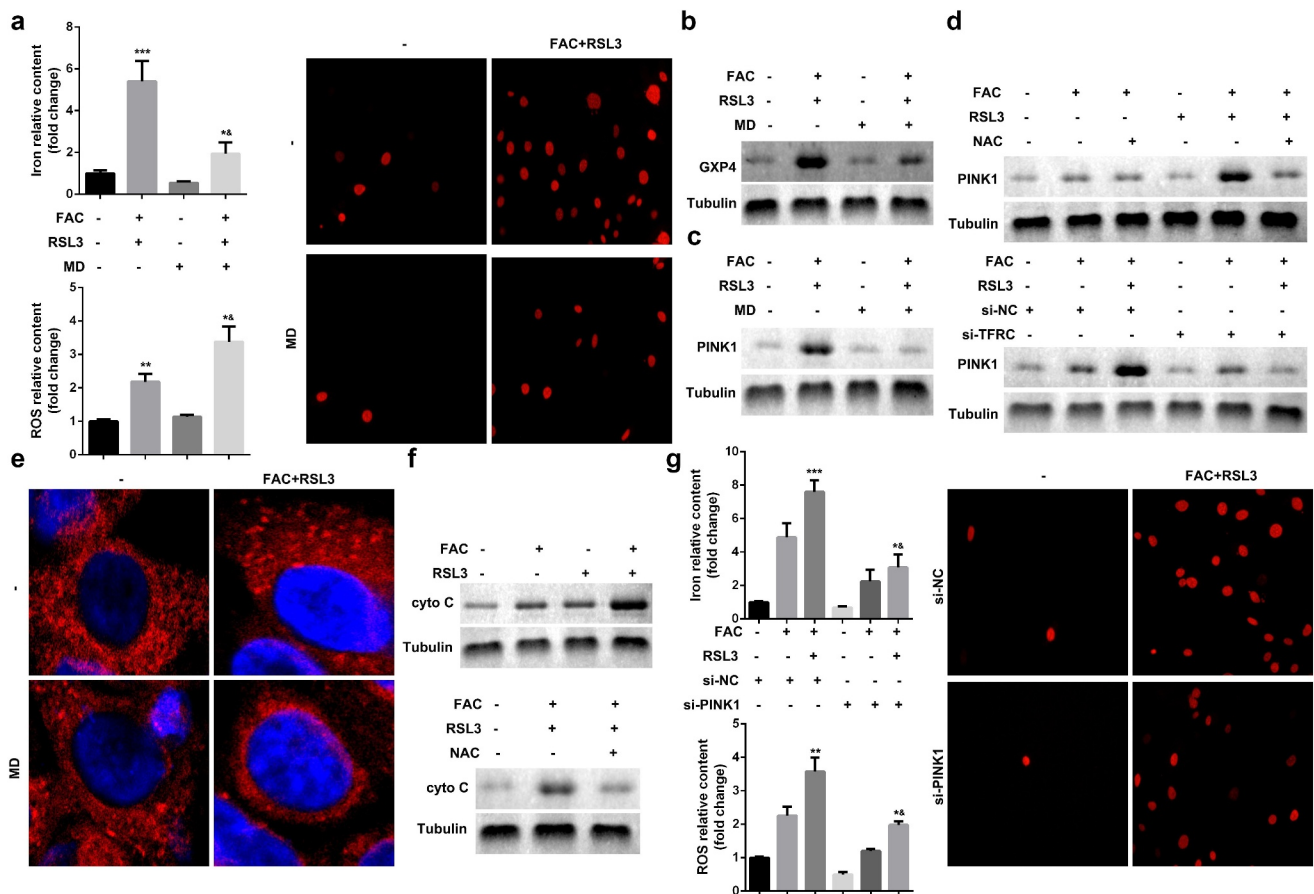 a
8
6
4
2
0
Iron relative content
(fold change)
***
*&
FAC - + - +
RSL3 - + - +
MD - - + +
5
4
3
2
1
0
ROS relative content
(fold change)
**
*&
- FAC+RSL3
-
MD
b
FAC - + - +
RSL3 - + - +
MD - - + +
GXP4
Tubulin
c
FAC - + - +
RSL3 - + - +
MD - - + +
PINK1
Tubulin
d
FAC - + + - + +
RSL3 - - - + + +
NAC - - + - - +
PINK1
Tubulin
FAC - + + - + +
RSL3 - - + - - +
si-NC + + + - - -
si-TFRC - - - + + +
PINK1
Tubulin
e
- FAC+RSL3
-
MD
f
FAC - + - +
RSL3 - - + +
cyto C
Tubulin
FAC - + +
RSL3 - + +
NAC - - +
cyto C
Tubulin
g
10
8
6
4
2
0
Iron relative content
(fold change)
***
*&
FAC - + + - + +
RSL3 - - + - - +
si-NC + + + - - -
si-PINK1 - - - + + +
5
4
3
2
1
0
ROS relative content
(fold change)
**
*&
- FAC+RSL3
si-NC
si-PINK1